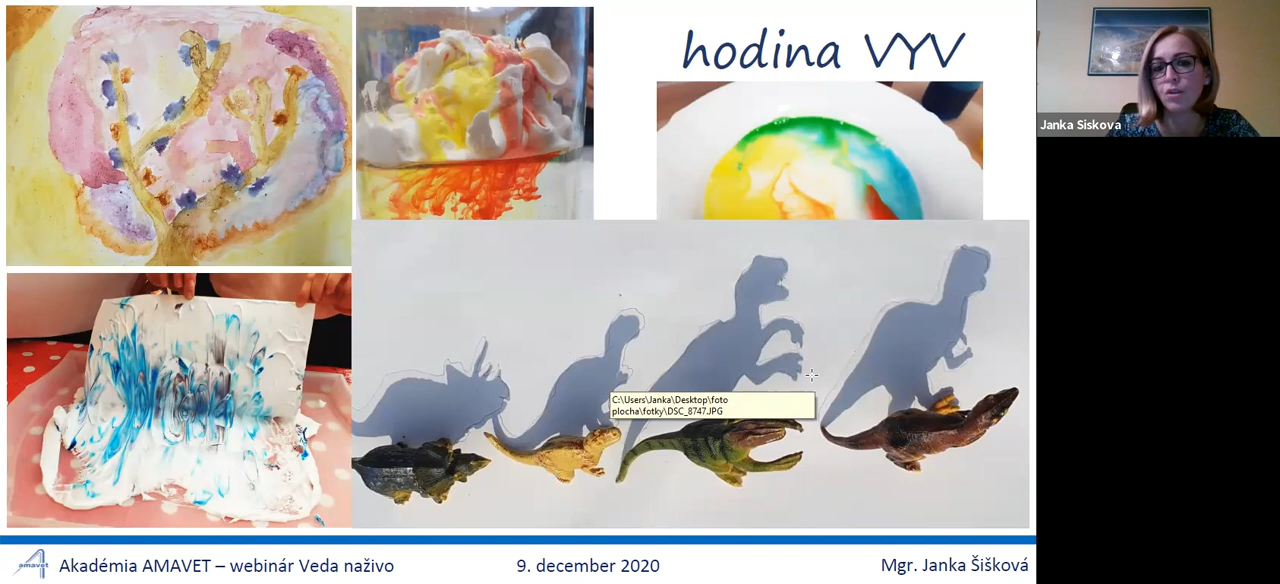 hodina VYV
Janka Siskova
C:\Users\Janka\Desktop\foto
plocha\fotky\DSC_8747.JPG
amavet
Akadémia AMAVET – webinár Veda naživo
9. december 2020
Mgr. Janka Šišková